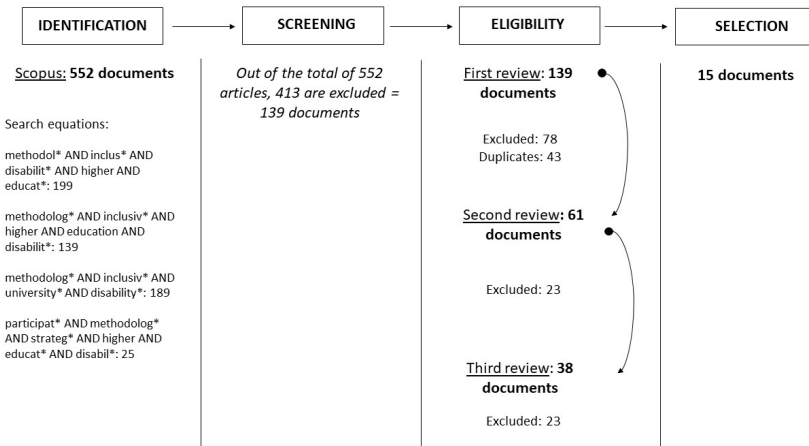 IDENTIFICATION
SCREENING
ELIGIBILITY
SELECTION
Scopus: 552 documents
Search equations:
methodol* AND inclus* AND
disabilit* AND higher AND
educat*: 199
methodolog* AND inclusiv* AND
higher AND education AND
disabilit*: 139
methodolog* AND inclusiv* AND
university* AND disability*: 189
participat* AND methodolog*
AND strateg* AND higher AND
educat* AND disabil*: 25
Out of the total of 552
articles, 413 are excluded =
139 documents
First review: 139
documents
Excluded: 78
Duplicates: 43
Second review: 61
documents
Excluded: 23
Third review: 38
documents
Excluded: 23
15 documents